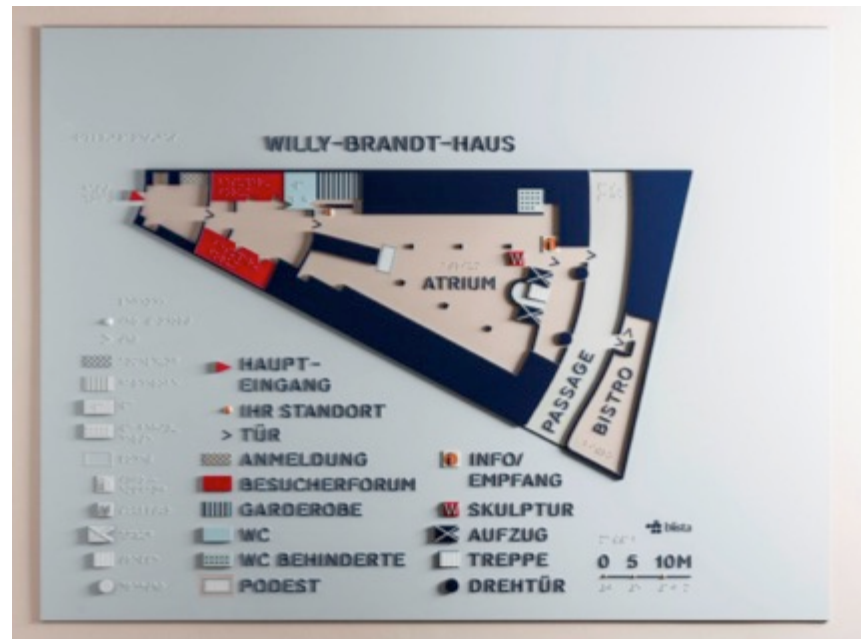 WILLY-BRANDT-HAUS
ATRIUM
PASSAGE
BISTRO
HAUPT-
EINGANG
IHR STANDORT
TÜR
ANMELDUNG
BESUCHERFORUM
GARDEROBE
WC
WC BEHINDERTE
PODEST
INFO/
EMPFANG
SKULPTUR
AUFZUG
TREPPE
DREHTÜR
blista
0 5 10M